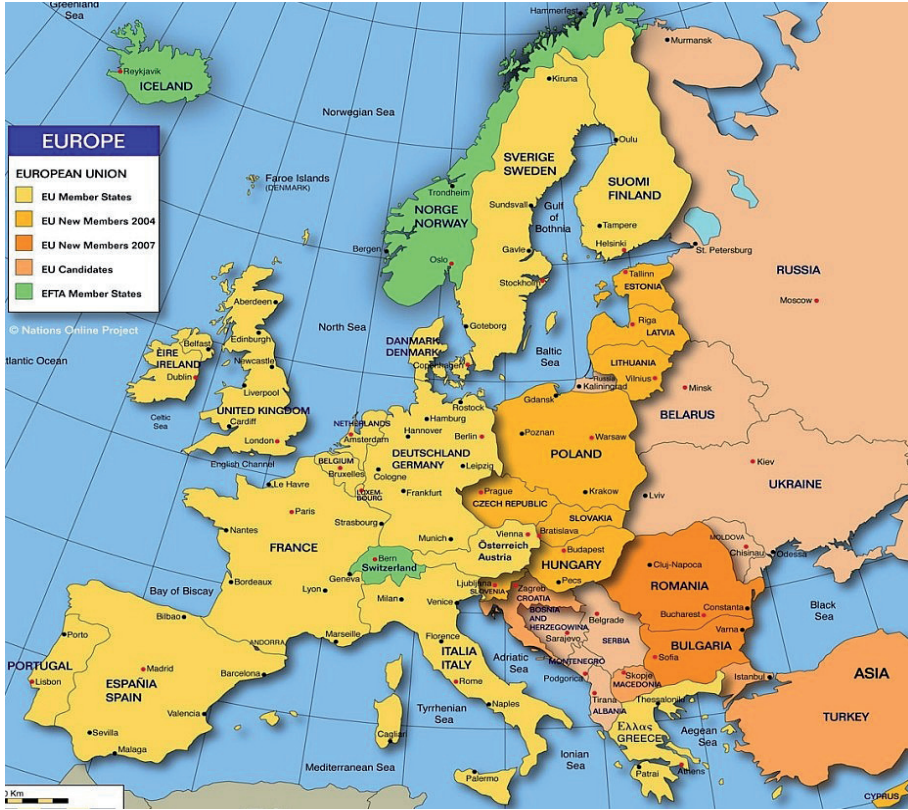 Greenland
Sea
Hammerfest
Murmansk
Reykjavik
ICELAND
Kiruna
Norwegian Sea
EUROPE
EUROPEAN UNION
EU Member States
EU New Members 2004
EU New Members 2007
EU Candidates
EFTA Member States
© Nations Online Project
Oulu
SVERIGE
SWEDEN
SUOMI
FINLAND
Faroe Islands
(DENMARK)
Trondheim
NORGE
NORWAY
Sundsvall
Gulf
of
Bothnia
Tampere
Bergen
Gavle
Helsinki
St. Petersburg
Oslo
Stockholm
Tallinn
ESTONIA
RUSSIA
Moscow
Aberdeen
North Sea
Goteborg
Riga
LATVIA
Edinburgh
DANMARK
DENMARK
Baltic
Sea
atlantic Ocean
ÉIRE
IRELAND
Belfast
Newcastle
Copenhagen
LITHUANIA
Vilnius
Russia
Kaliningrad
Minsk
Dublin
Liverpool
Gdansk
BELARUS
Celtic
Sea
UNITED KINGDOM
Cardiff
London
NETHERLANDS
Amsterdam
Rostock
Hamburg
Hannover
Berlin
Poznan
Warsaw
POLAND
English Channel
BELGIUM
Bruxelles
DEUTSCHLAND
GERMANY
Cologne
Leipzig
Kiev
UKRAINE
Le Havre
LUXEM-
BOURG
Frankfurt
Prague
CZECH REPUBLIC
Krakow
Lviv
Paris
Nantes
Strasbourg
SLOVAKIA
FRANCE
Munich
Vienna
Bratislava
Österreich
Austria
Budapest
HUNGARY
MOLDOVA
Chisinau
Odessa
Bern
Switzerland
Geneva
Cluj-Napoca
ROMANIA
Bay of Biscay
Bordeaux
Lyon
Milan
Venice
Ljubljana
SLOVENIA
Pecs
Zagreb
CROATIA
Belgrade
Bucharest
Constanta
Black
Sea
Bilbao
BOSNIA
AND
HERZEGOWINA
Sarajevo
SERBIA
Varna
BULGARIA
Porto
ANDORRA
Marseille
Florence
ITALIA
ITALY
Adriatic
Sea
MONTENEGRO
Podgorica
Sofia
PORTUGAL
Lisbon
Madrid
ESPAÑIA
SPAIN
Barcelona
Rome
Skopje
MACEDONIA
Istanbul
ASIA
Tirana
ALBANIA
Thessaloniki
Valencia
Tyrrhenian
Sea
Naples
TURKEY
Sevilla
Cagliari
Ελλας
GREECE
Aegean
Sea
Malaga
Ionian
Sea
Mediterranean Sea
Palermo
Patrai
Athens
0 Km
CYPRUS